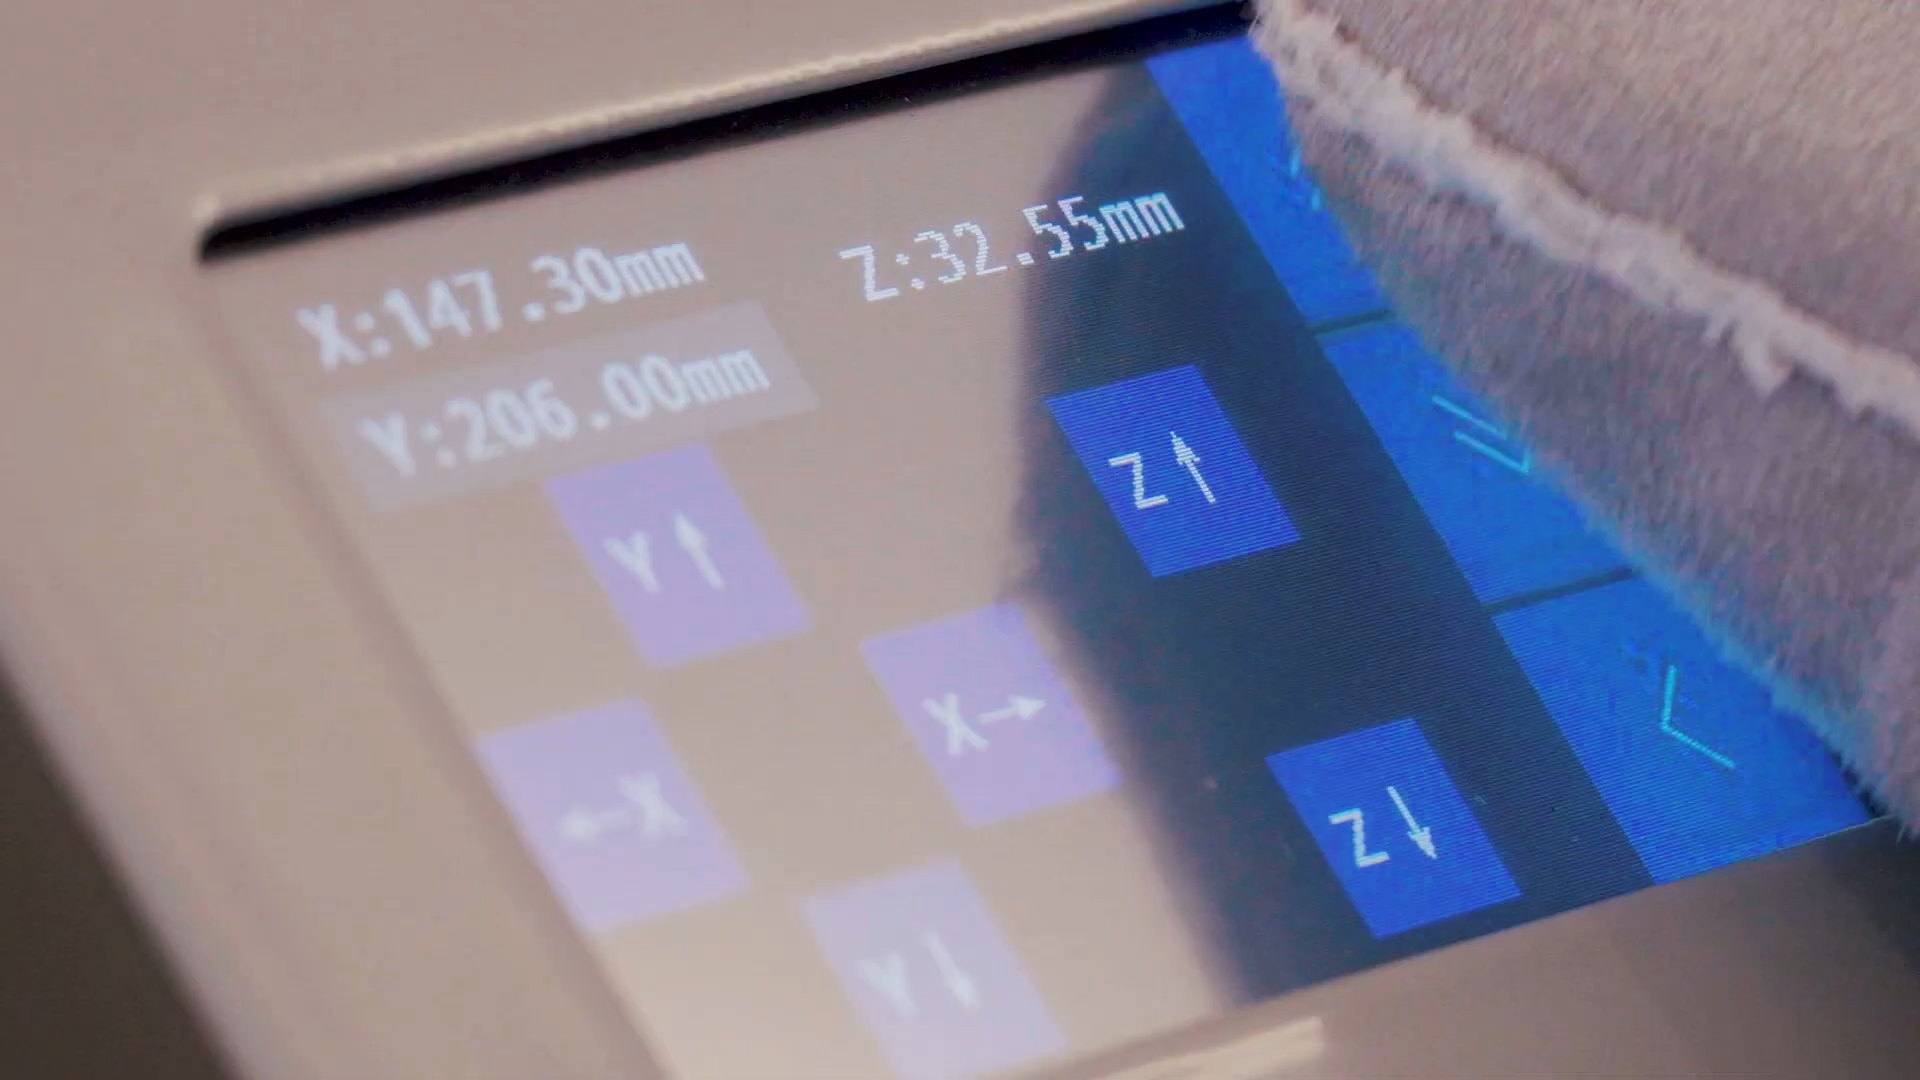 X:147.30mm Z:32.55mm
Y:206.00mm
Y↑ Z↑
←X X→
Y↓ Z↓